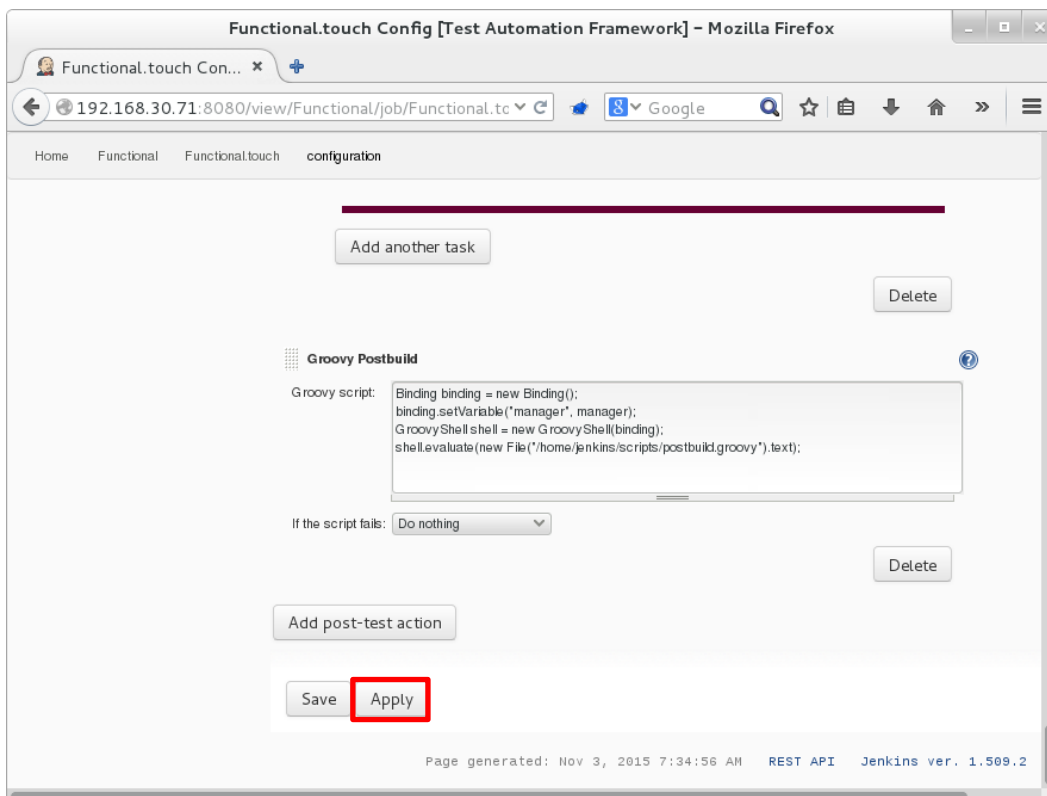 Functional.touch Config [Test Automation Framework] – Mozilla Firefox
Functional.touch Con...
192.168.30.71:8080/view/Functional/job/Functional.tc
8 Google
Home Functional Functional.touch configuration
Add another task
Delete
Groovy Postbuild
Groovy script:
Binding binding = new Binding();
binding.setVariable("manager", manager);
GroovyShell shell = new GroovyShell(binding);
shell.evaluate(new File("/home/jenkins/scripts/postbuild.groovy").text);
If the script fails: Do nothing
Delete
Add post-test action
Save Apply
Page generated: Nov 3, 2015 7:34:56 AM REST API Jenkins ver. 1.509.2